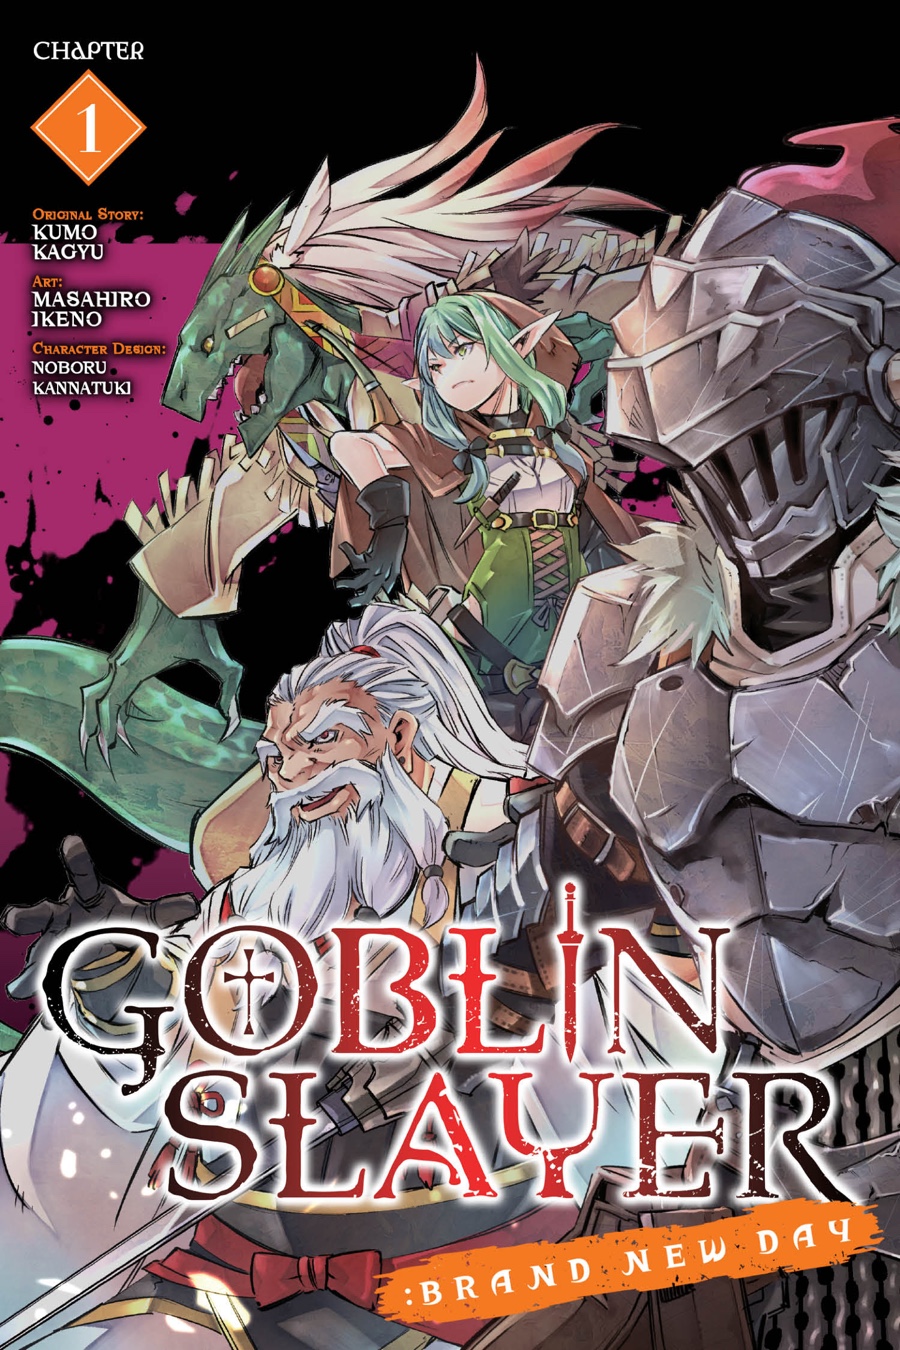 CHAPTER
1
ORIGINAL STORY:
KUMO
KAGYU
ART:
MASAHIRO
IKENO
CHARACTER DESIGN:
NOBORU
KANNATUKI
GOBLIN
SLAYER
:BRAND NEW DAY